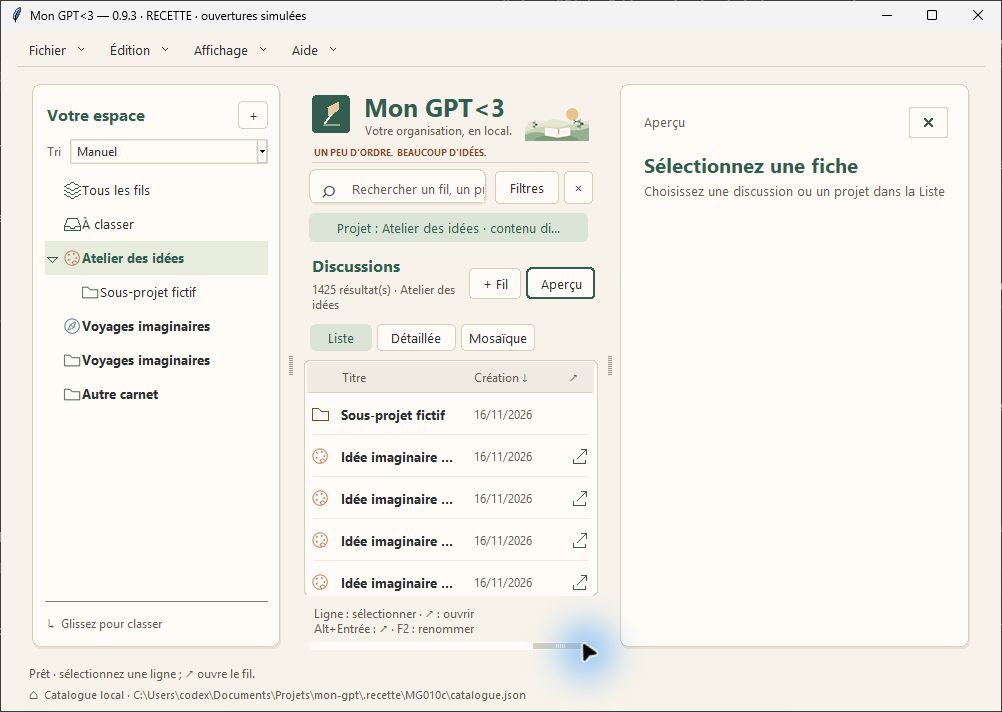 Mon GPT<3 — 0.9.3 · RECETTE · ouvertures simulées
Fichier Édition Affichage Aide
Votre espace +
Tri Manuel
Tous les fils
À classer
Atelier des idées
Sous-projet fictif
Voyages imaginaires
Voyages imaginaires
Autre carnet
↳ Glissez pour classer
Mon GPT<3
Votre organisation, en local.
UN PEU D'ORDRE. BEAUCOUP D'IDÉES.
Rechercher un fil, un pr Filtres ×
Projet : Atelier des idées · contenu di...
Discussions
1425 résultat(s) · Atelier des
idées
+ Fil Aperçu
Liste Détaillée Mosaïque
Titre Création ↓ ↗
Sous-projet fictif 16/11/2026
Idée imaginaire ... 16/11/2026
Idée imaginaire ... 16/11/2026
Idée imaginaire ... 16/11/2026
Idée imaginaire ... 16/11/2026
Ligne : sélectionner · ↗ : ouvrir
Alt+Entrée : ↗ · F2 : renommer
Aperçu
Sélectionnez une fiche
Choisissez une discussion ou un projet dans la Liste
Prêt · sélectionnez une ligne ; ↗ ouvre le fil.
⌂ Catalogue local · C:\Users\codex\Documents\Projets\mon-gpt\.recette\MG010c\catalogue.json